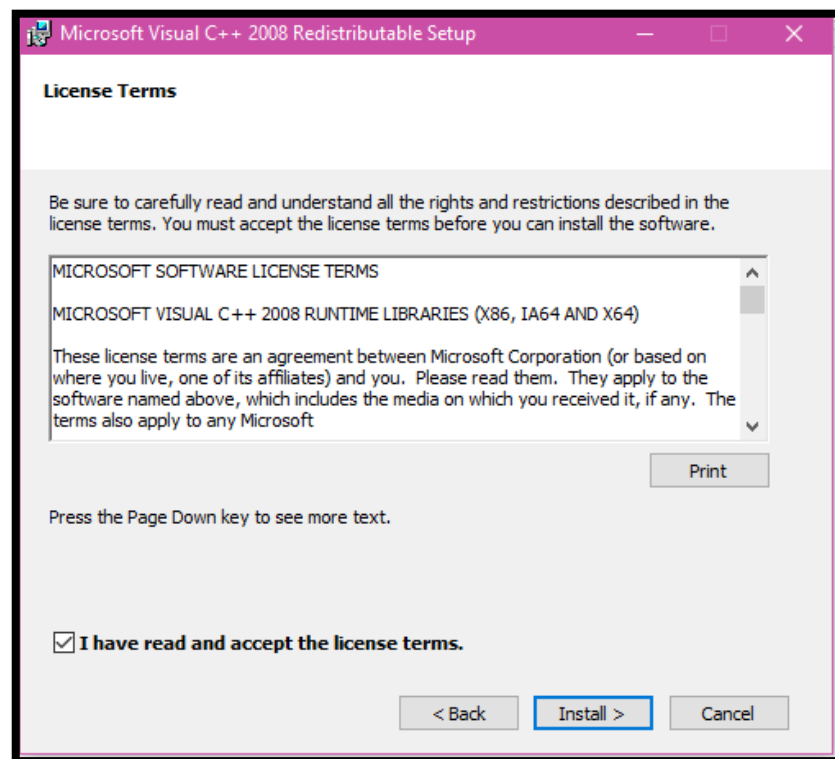 Microsoft Visual C++ 2008 Redistributable Setup
License Terms
Be sure to carefully read and understand all the rights and restrictions described in the
license terms. You must accept the license terms before you can install the software.
MICROSOFT SOFTWARE LICENSE TERMS
MICROSOFT VISUAL C++ 2008 RUNTIME LIBRARIES (X86, IA64 AND X64)
These license terms are an agreement between Microsoft Corporation (or based on
where you live, one of its affiliates) and you.  Please read them.  They apply to the
software named above, which includes the media on which you received it, if any.  The
terms also apply to any Microsoft
Print
Press the Page Down key to see more text.
I have read and accept the license terms.
< Back
Install >
Cancel